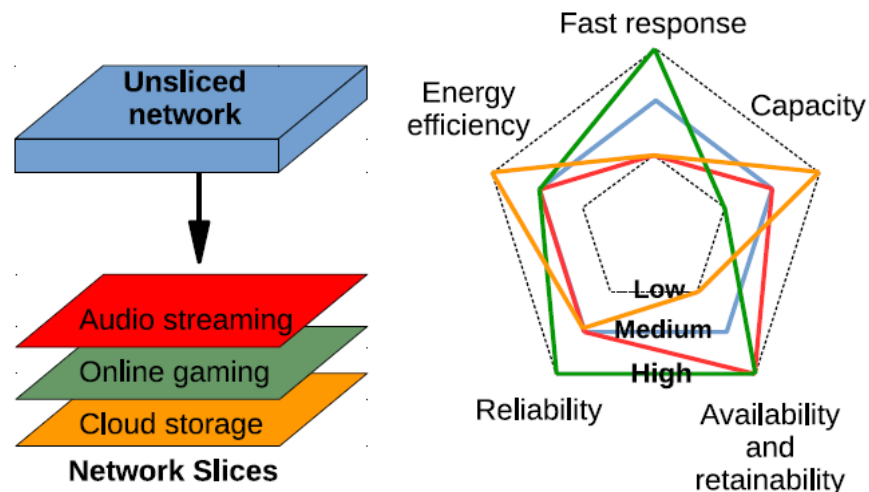 Unsliced
network
Audio streaming
Online gaming
Cloud storage
Network Slices
Fast response
Energy
efficiency
Capacity
Low
Medium
High
Reliability
Availability
and
retainability